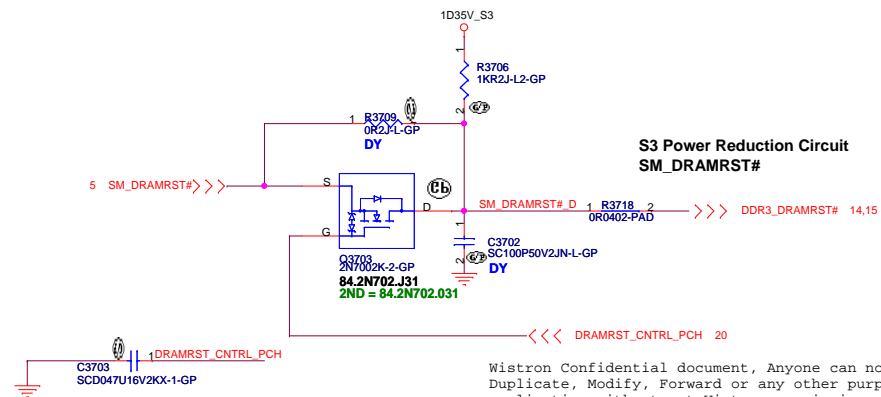 1D35V_S3
1
R3706
1KR2J-L2-GP
2
1 R3709
0R2J-L-GP
DY
S3 Power Reduction Circuit
SM_DRAMRST#
5 SM_DRAMRST#
S
D
G
SM_DRAMRST#_D
1 R3718 2
0R0402-PAD
DDR3_DRAMRST# 14,15
1
C3702
SC100P50V2JN-L-GP
2
DY
Q3703
2N7002K-2-GP
84.2N702.J31
2ND = 84.2N702.031
DRAMRST_CNTRL_PCH 20
1 DRAMRST_CNTRL_PCH
C3703
SCD047U16V2KX-1-GP
Wistron Confidential document, Anyone can no
Duplicate, Modify, Forward or any other purp